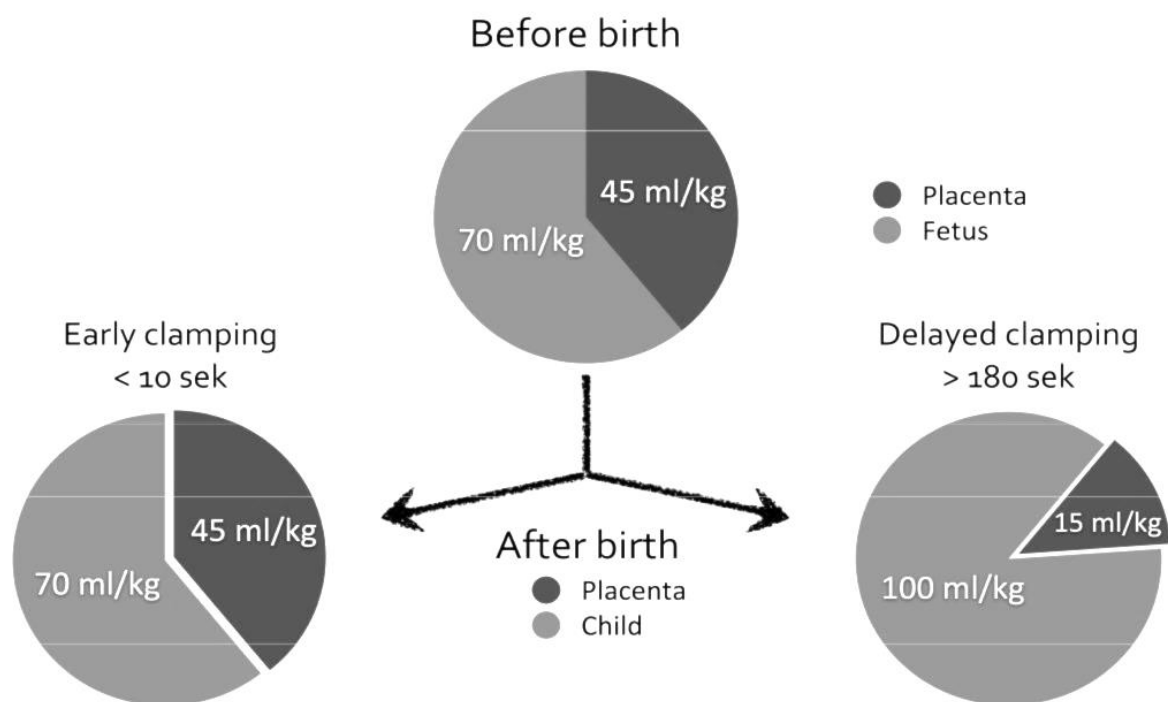 Before birth
45 ml/kg
70 ml/kg
Placenta
Fetus
Early clamping
< 10 sek
45 ml/kg
70 ml/kg
Delayed clamping
> 180 sek
15 ml/kg
100 ml/kg
After birth
Placenta
Child